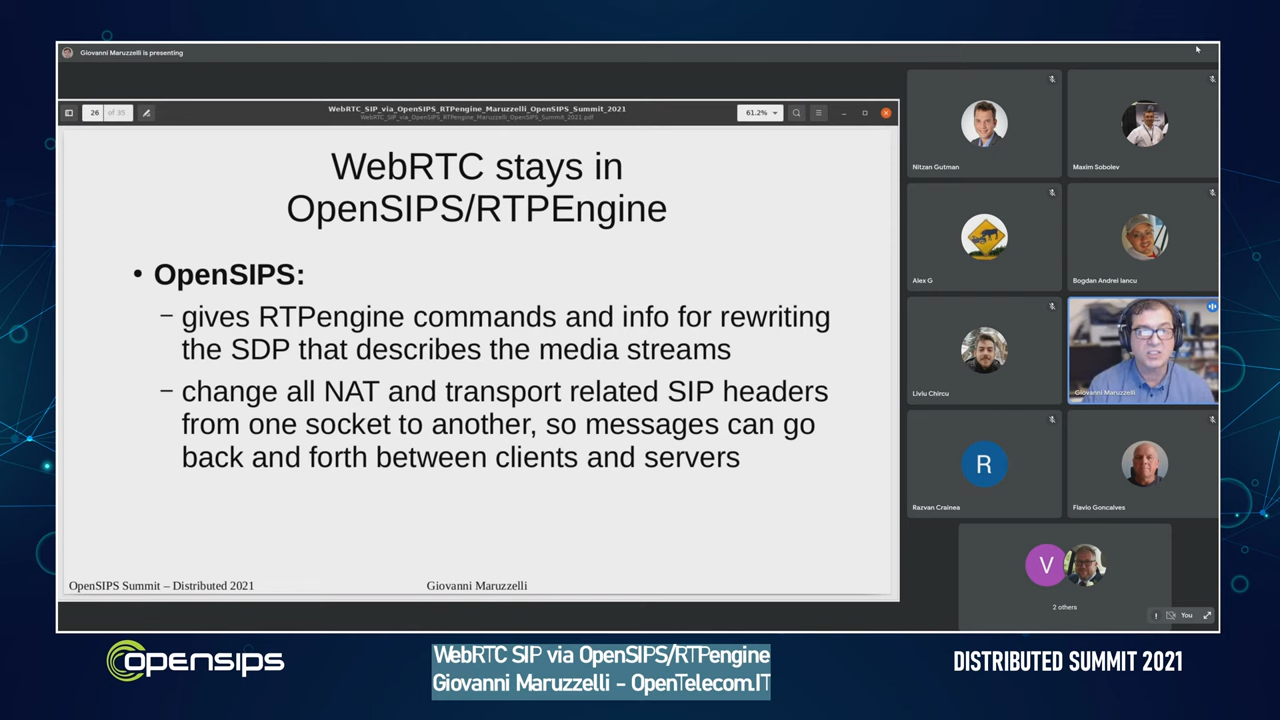 Giovanni Maruzzelli is presenting
26 of 35
WebRTC_SIP_via_OpenSIPS_RTPengine_Maruzzelli_OpenSIPS_Summit_2021
WebRTC_SIP_via_OpenSIPS_RTPengine_Maruzzelli_OpenSIPS_Summit_2021.pdf
61.2%
WebRTC stays in
OpenSIPS/RTPEngine
• OpenSIPS:
– gives RTPengine commands and info for rewriting
the SDP that describes the media streams
– change all NAT and transport related SIP headers
from one socket to another, so messages can go
back and forth between clients and servers
OpenSIPS Summit – Distributed 2021
Giovanni Maruzzelli
Nitzan Gutman
Maxim Sobolev
Alex G
Bogdan Andrei Iancu
Liviu Chircu
Giovanni Maruzzelli
R
Razvan Crainea
Flavio Goncalves
V
2 others
You
opensips
WebRTC SIP via OpenSIPS/RTPengine
Giovanni Maruzzelli - OpenTelecom.IT
DISTRIBUTED SUMMIT 2021